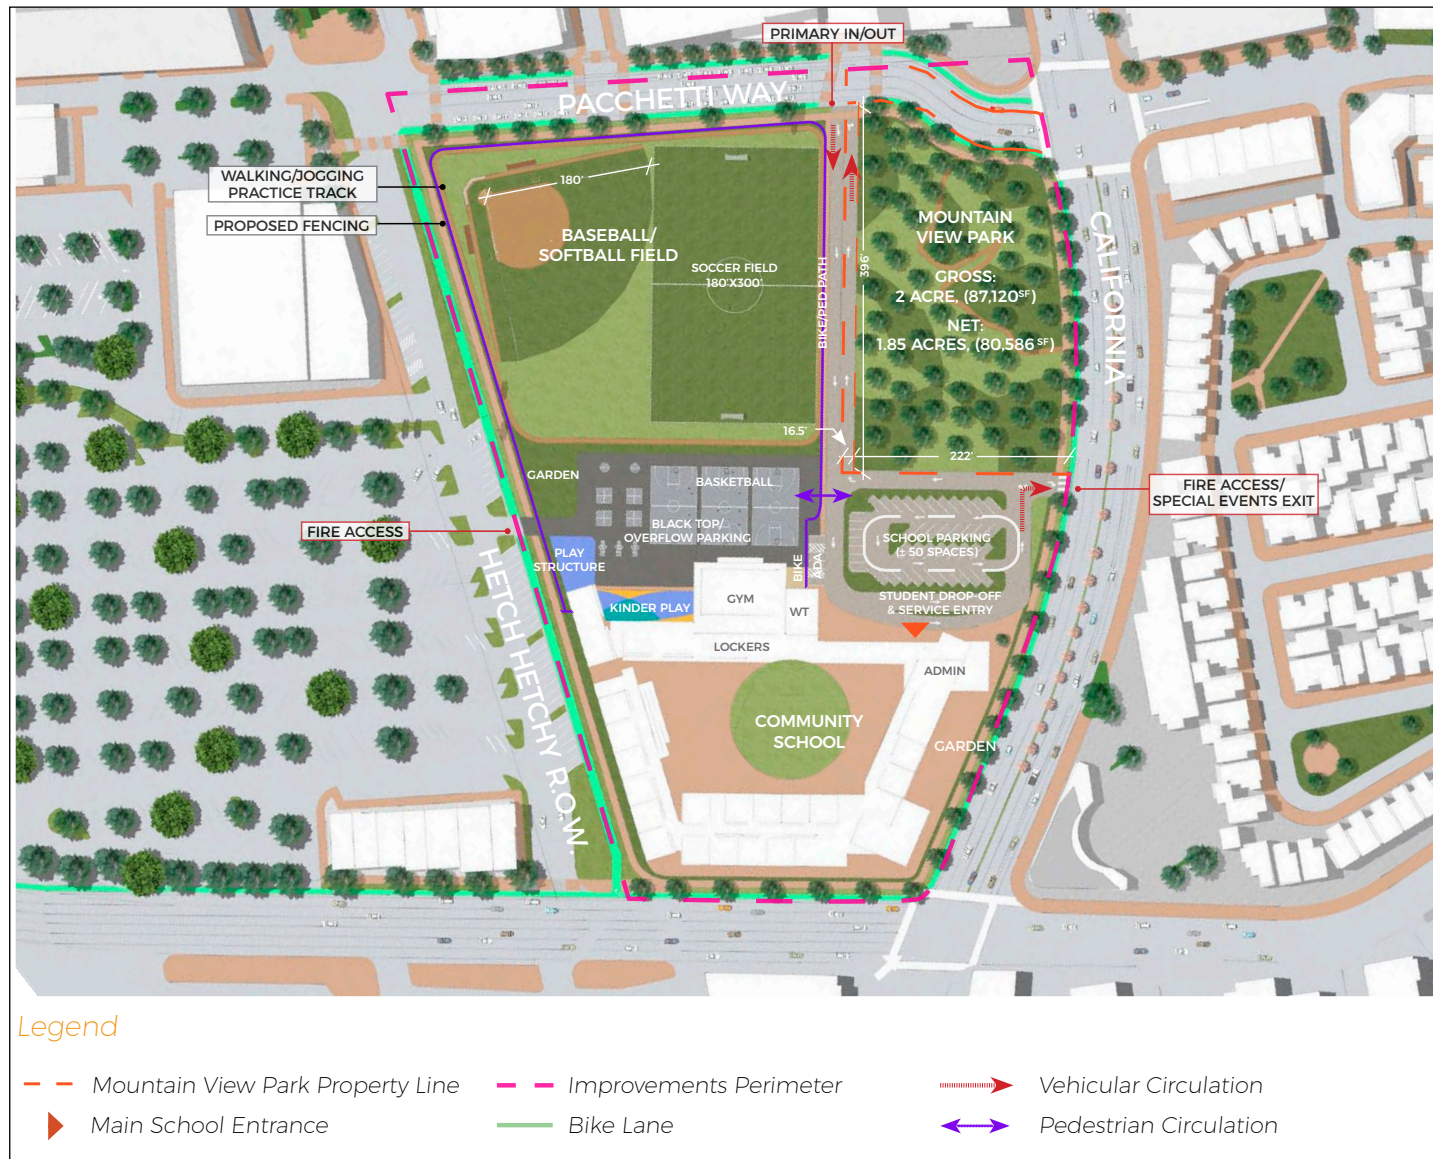 PRIMARY IN/OUT
PACCHETTI WAY
WALKING/JOGGING
PRACTICE TRACK
PROPOSED FENCING
180'
BASEBALL/
SOFTBALL FIELD
SOCCER FIELD
180'X300'
BIKE/PED PATH
396'
MOUNTAIN
VIEW PARK
GROSS:
2 ACRE, (87,120 SF)
NET:
1.85 ACRES, (80,586 SF)
CALIFORNIA
16.5'
222'
GARDEN
BASKETBALL
BLACK TOP/
OVERFLOW PARKING
FIRE ACCESS/
SPECIAL EVENTS EXIT
FIRE ACCESS
HETCH HETCHY R.O.W.
PLAY
STRUCTURE
KINDER PLAY
GYM
WT
BIKE
ADA
SCHOOL PARKING
(± 50 SPACES)
STUDENT DROP-OFF
& SERVICE ENTRY
LOCKERS
ADMIN
COMMUNITY
SCHOOL
GARDEN
Legend
Mountain View Park Property Line
Improvements Perimeter
Vehicular Circulation
Main School Entrance
Bike Lane
Pedestrian Circulation